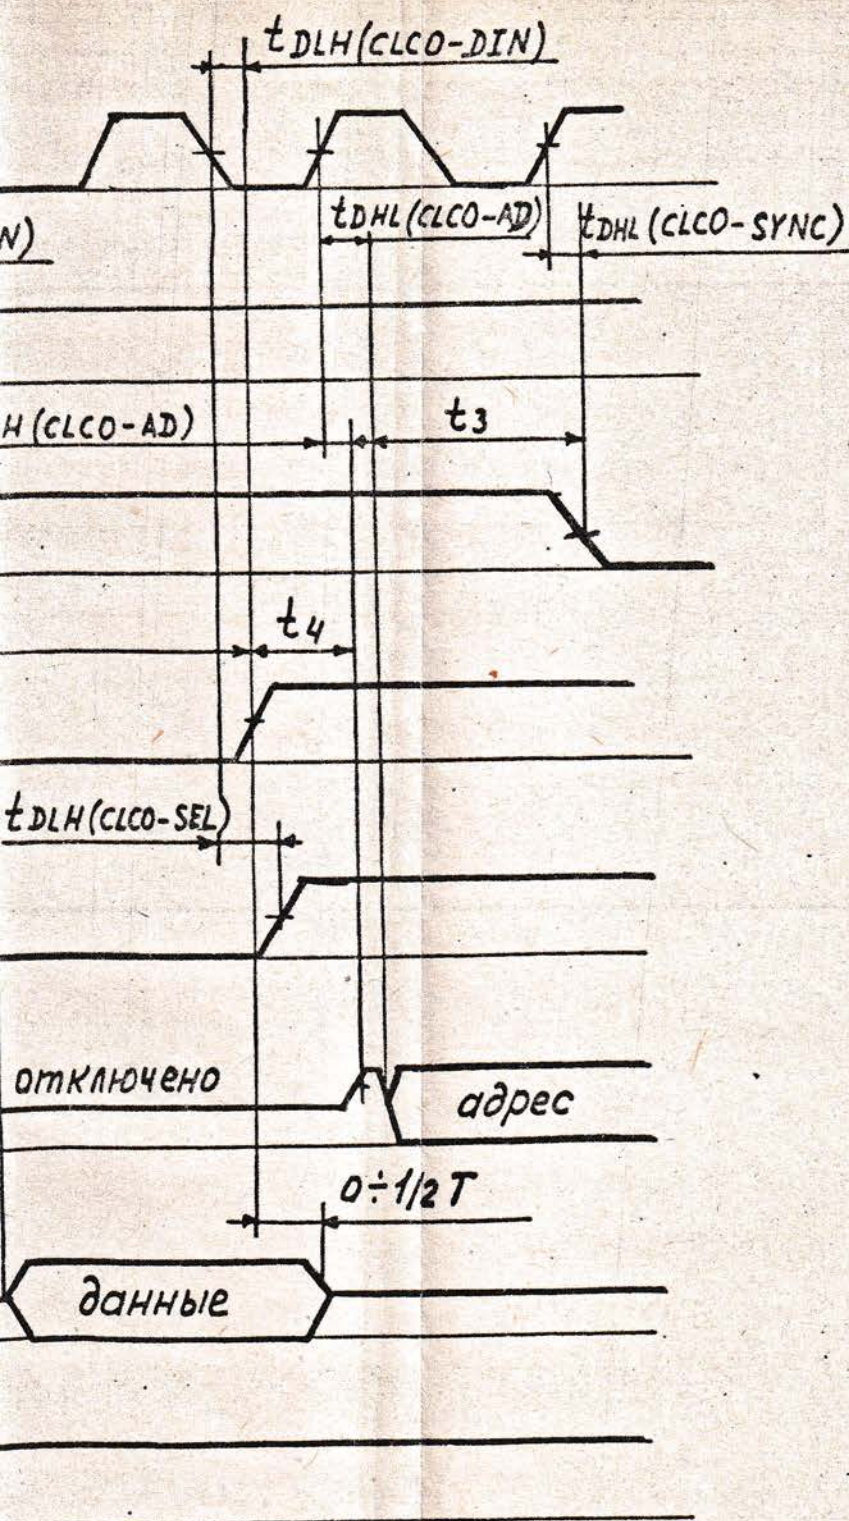 tDLH(CLCO-DIN)
tDHL(CLCO-AD)
tDHL(CLCO-SYNC)
N)
H(CLCO-AD)
t3
t4
tDLH(CLCO-SEL)
отключено
адрес
0÷1/2T
данные